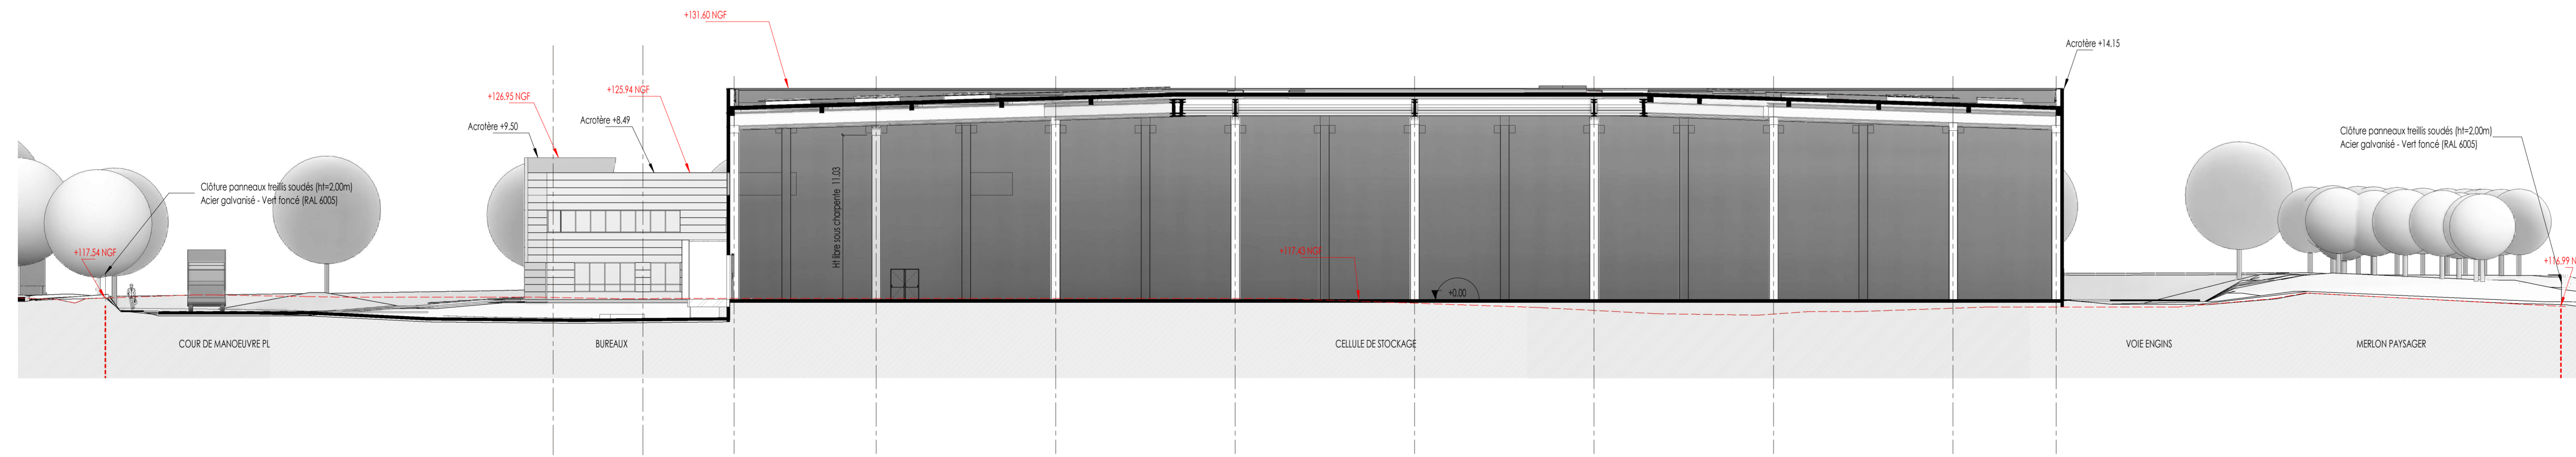 +131.60 NGF
Acrotère +14.15
+126.95 NGF
+125.94 NGF
Acrotère +9.50
Acrotère +8.49
Clôture panneaux treillis soudés (ht=2,00m)
Acier galvanisé - Vert foncé (RAL 6005)
Clôture panneaux treillis soudés (ht=2,00m)
Acier galvanisé - Vert foncé (RAL 6005)
Ht libre sous charpente 11.03
+117.54 NGF
+117.43 NGF
+116.99 N
+0.00
COUR DE MANOEUVRE PL
BUREAUX
CELLULE DE STOCKAGE
VOIE ENGINS
MERLON PAYSAGER